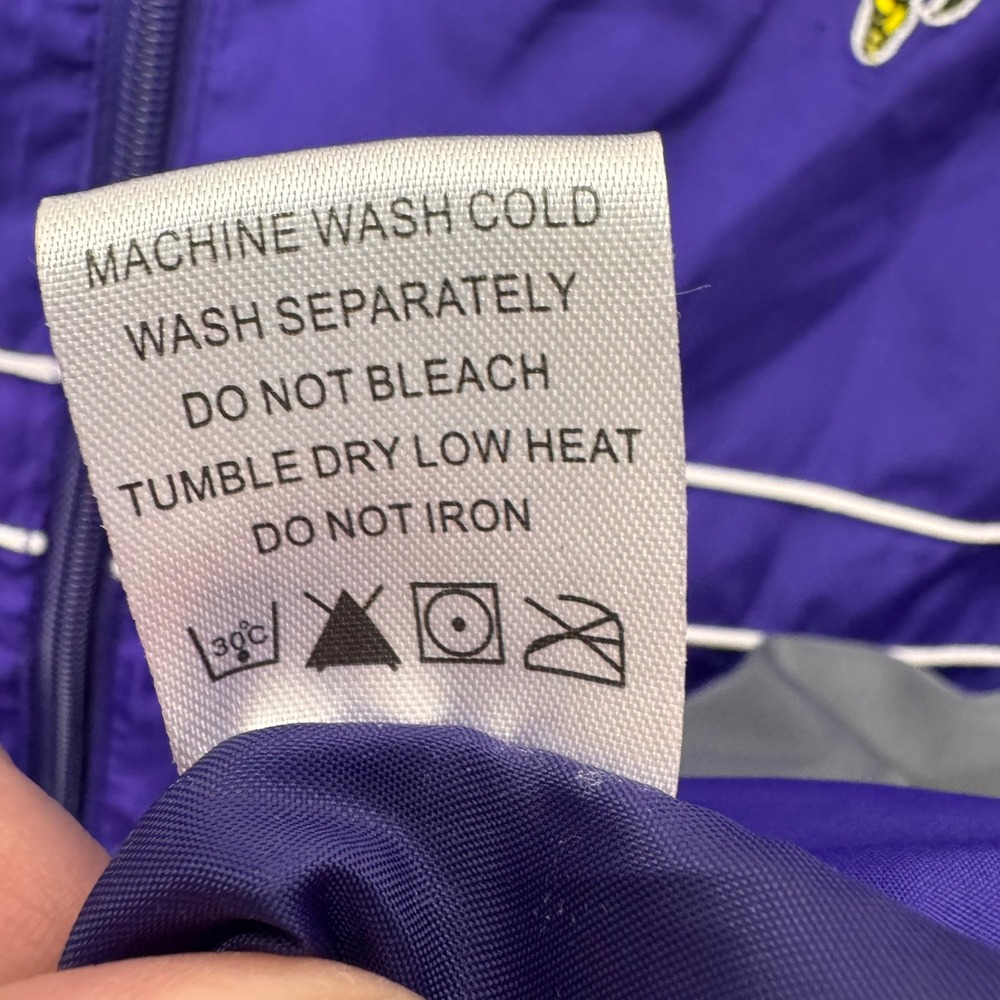 MACHINE WASH COLD
WASH SEPARATELY
DO NOT BLEACH
TUMBLE DRY LOW HEAT
DO NOT IRON
30°C